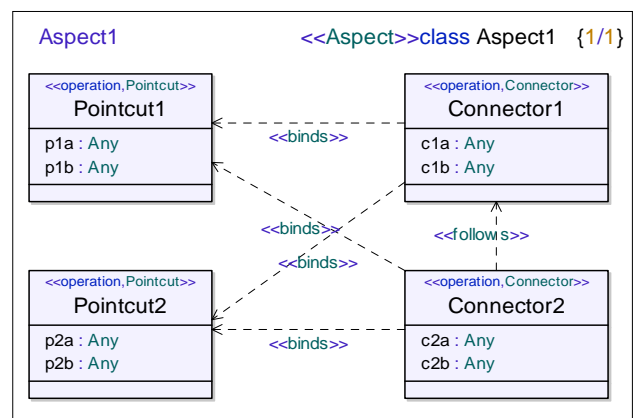 Aspect1
<<Aspect>>class Aspect1 {1/1}
<<operation,Pointcut>>
Pointcut1
p1a : Any
p1b : Any
<<operation,Connector>>
Connector1
c1a : Any
c1b : Any
<<binds>>
<<binds>>
<<binds>>
<<follows>>
<<operation,Pointcut>>
Pointcut2
p2a : Any
p2b : Any
<<binds>>
<<operation,Connector>>
Connector2
c2a : Any
c2b : Any